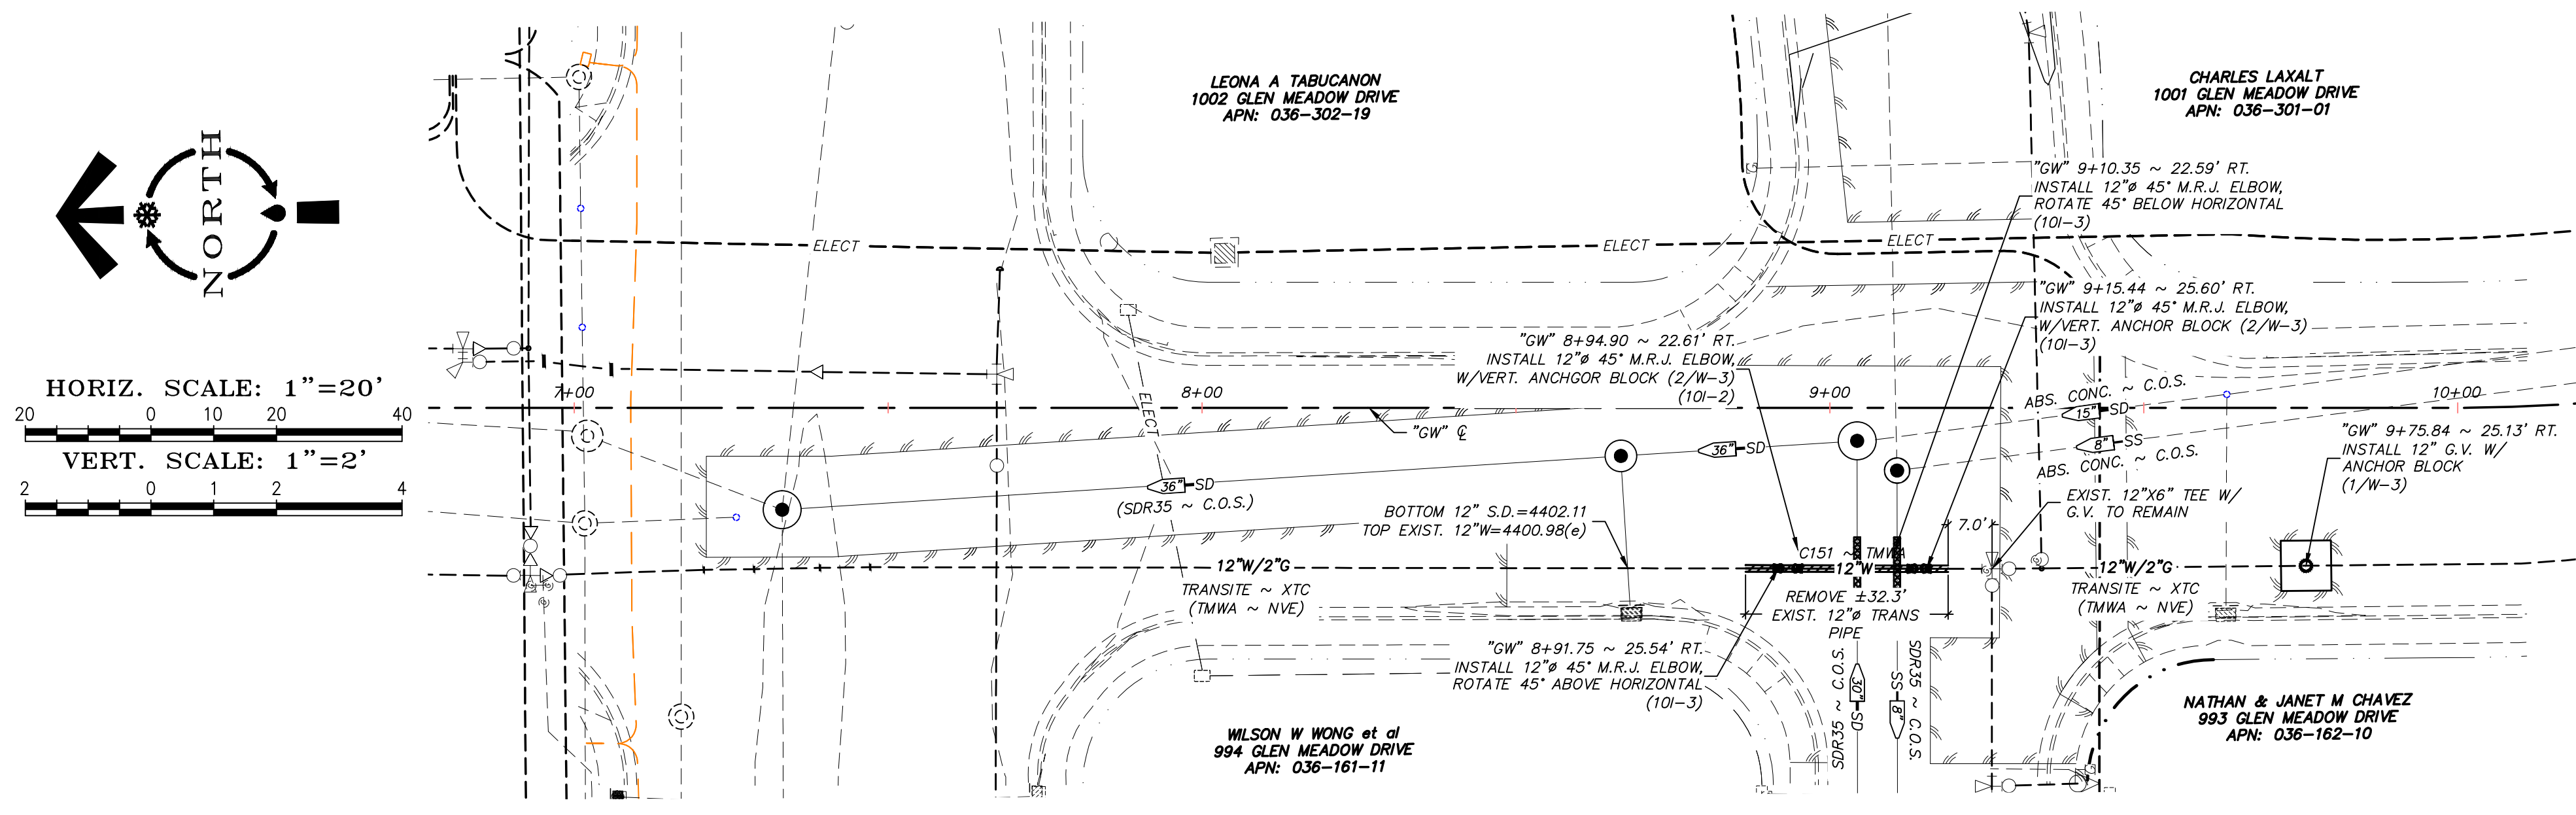 NORTH
HORIZ. SCALE: 1"=20'
20 0 10 20 40
VERT. SCALE: 1"=2'
2 0 1 2 4
LEONA A TABUCANON
1002 GLEN MEADOW DRIVE
APN: 036-302-19
CHARLES LAXALT
1001 GLEN MEADOW DRIVE
APN: 036-301-01
"GW" 9+10.35 ~ 22.59' RT.
INSTALL 12"ø 45° M.R.J. ELBOW,
ROTATE 45° BELOW HORIZONTAL
(10I-3)
ELECT
ELECT
ELECT
"GW" 9+15.44 ~ 25.60' RT.
INSTALL 12"ø 45° M.R.J. ELBOW,
W/VERT. ANCHOR BLOCK (2/W-3)
(10I-3)
"GW" 8+94.90 ~ 22.61' RT.
INSTALL 12"ø 45° M.R.J. ELBOW,
W/VERT. ANCHGOR BLOCK (2/W-3)
(10I-2)
7+00
8+00
9+00
10+00
ELECT
"GW" ℄
ABS. CONC. ~ C.O.S.
15" SD
8" SS
ABS. CONC. ~ C.O.S.
36" SD
36" SD
(SDR35 ~ C.O.S.)
"GW" 9+75.84 ~ 25.13' RT.
INSTALL 12" G.V. W/
ANCHOR BLOCK
(1/W-3)
EXIST. 12"X6" TEE W/
G.V. TO REMAIN
BOTTOM 12" S.D.=4402.11
TOP EXIST. 12"W=4400.98(e)
7.0'
C151 ~ TMWA
12"W/2"G
12"W
12"W/2"G
TRANSITE ~ XTC
(TMWA ~ NVE)
REMOVE ±32.3'
EXIST. 12"ø TRANS
PIPE
TRANSITE ~ XTC
(TMWA ~ NVE)
"GW" 8+91.75 ~ 25.54' RT.
INSTALL 12"ø 45° M.R.J. ELBOW,
ROTATE 45° ABOVE HORIZONTAL
(10I-3)
SDR35 ~ C.O.S.
30" SD
SS 8"
SDR35 ~ C.O.S.
WILSON W WONG et al
994 GLEN MEADOW DRIVE
APN: 036-161-11
NATHAN & JANET M CHAVEZ
993 GLEN MEADOW DRIVE
APN: 036-162-10